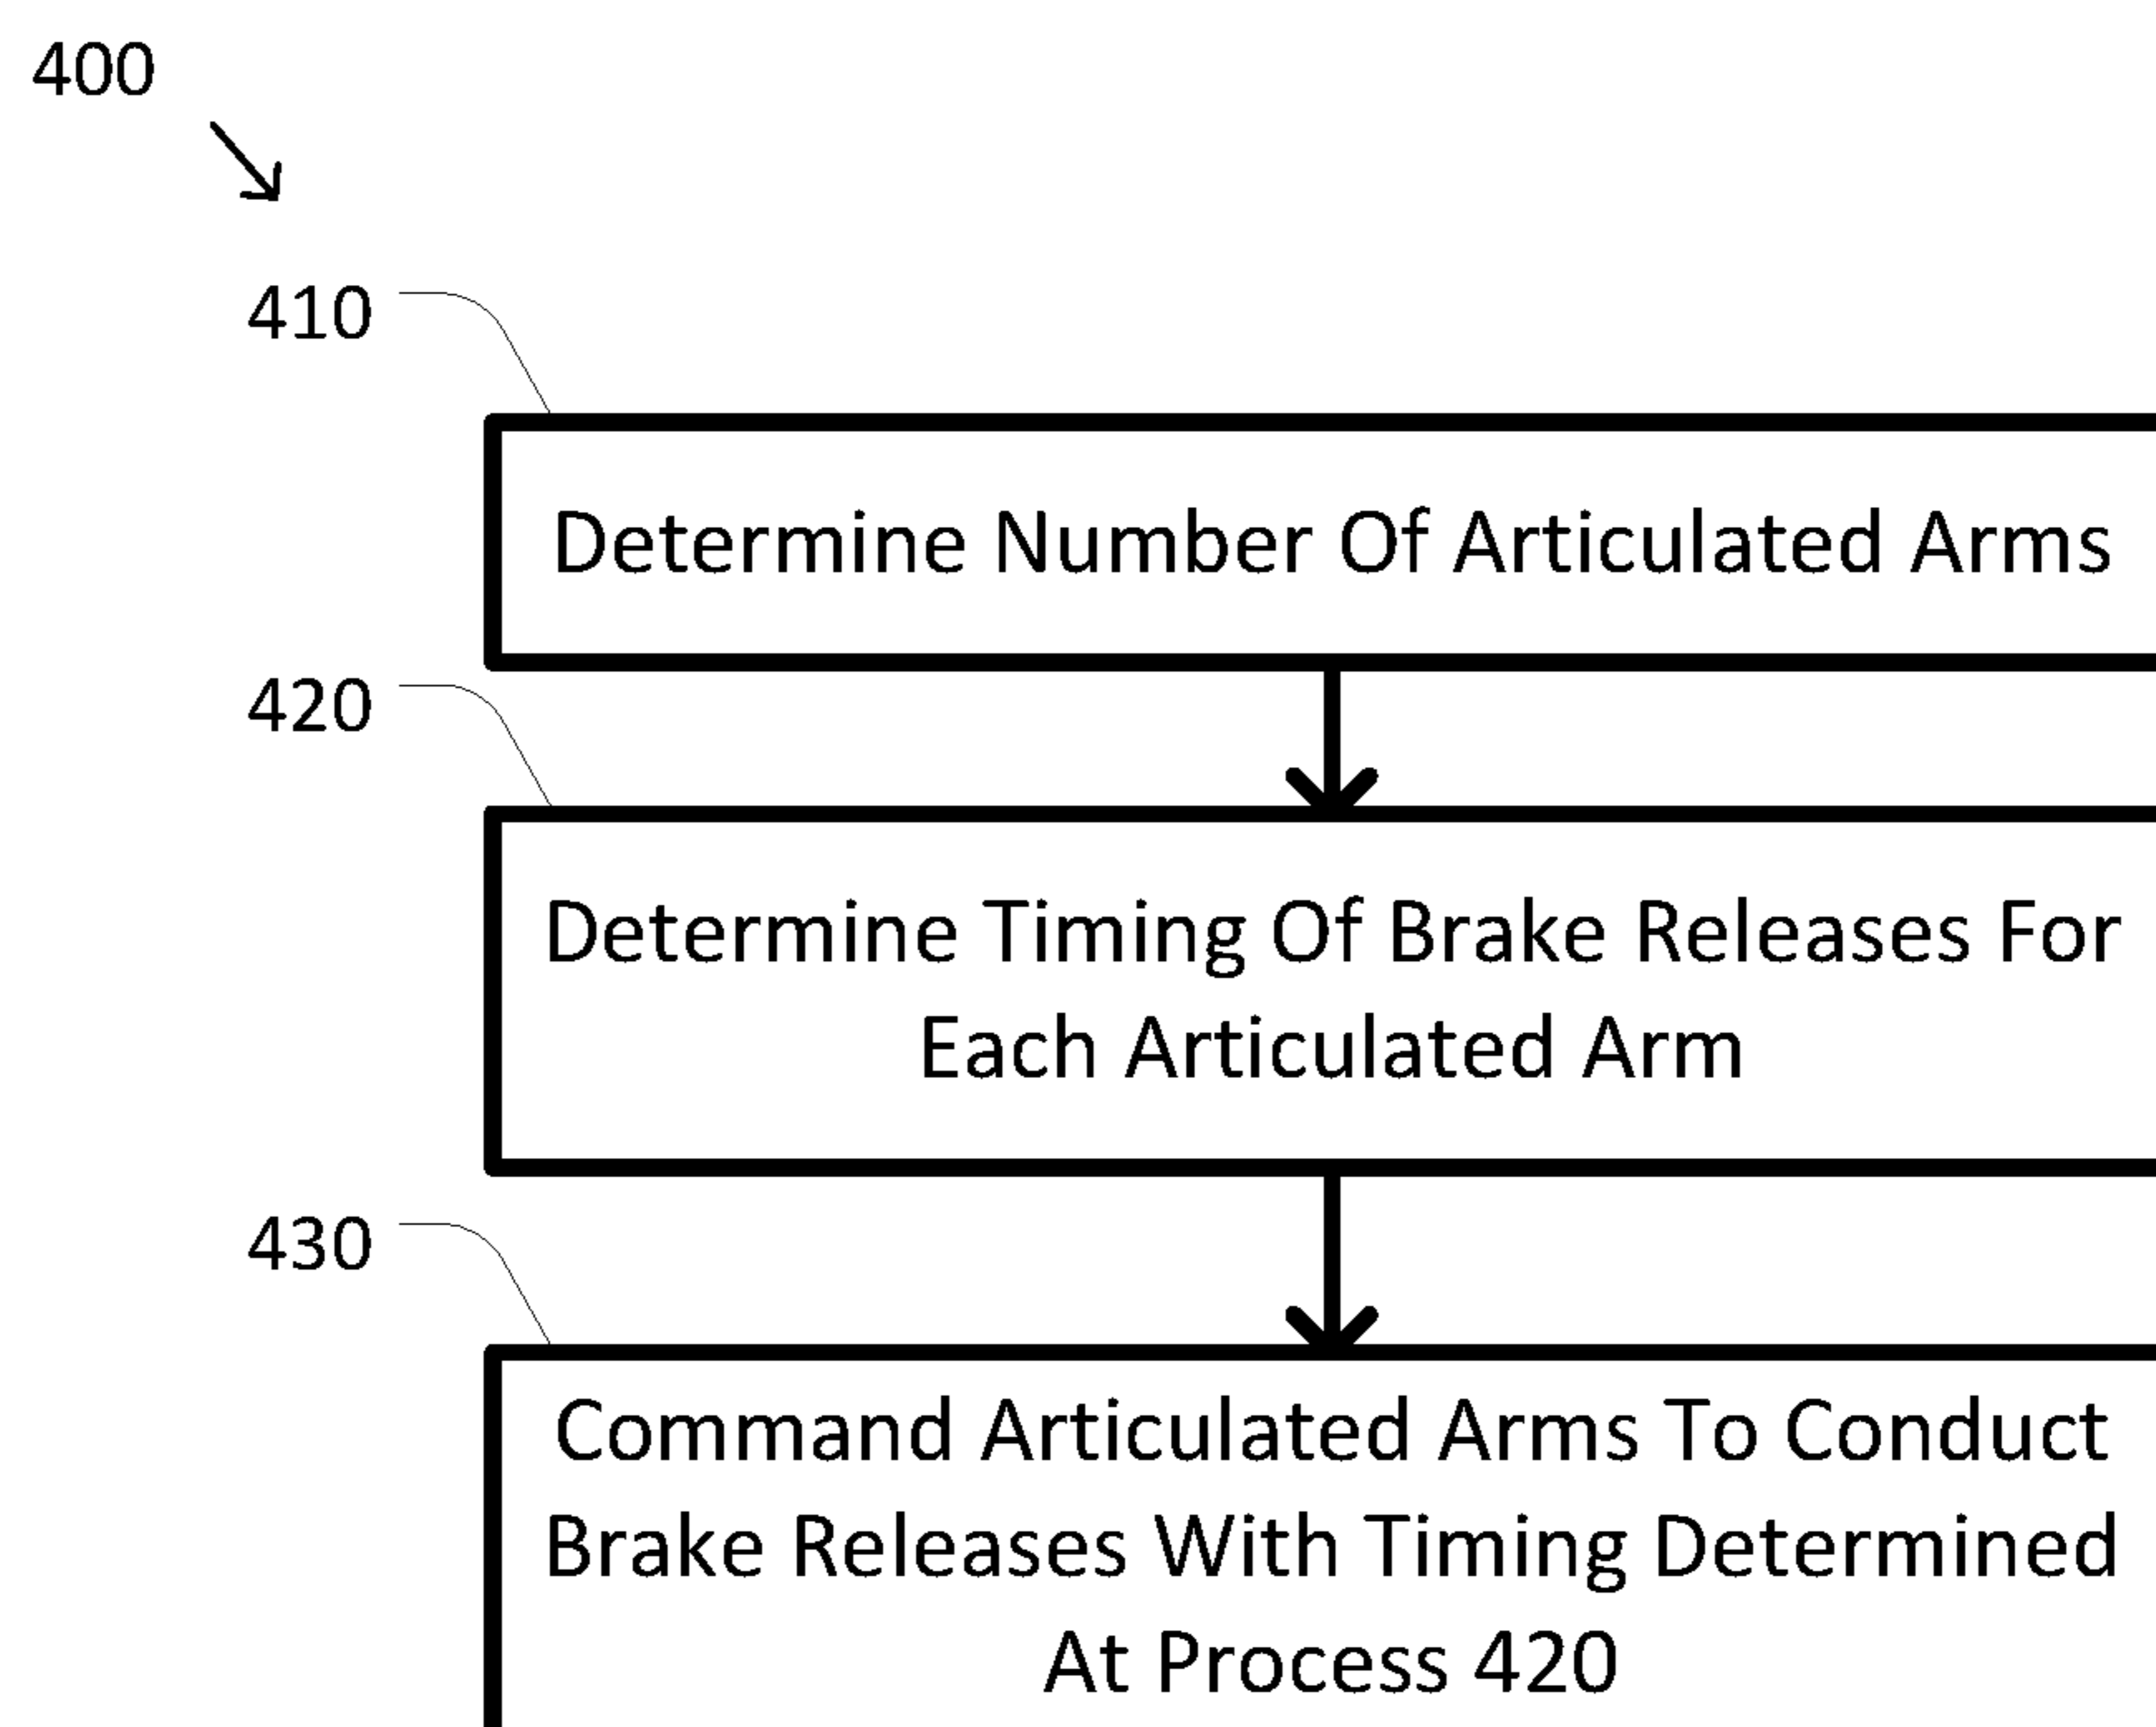 400
410
Determine Number Of Articulated Arms
420
Determine Timing Of Brake Releases For
Each Articulated Arm
430
Command Articulated Arms To Conduct
Brake Releases With Timing Determined
At Process 420